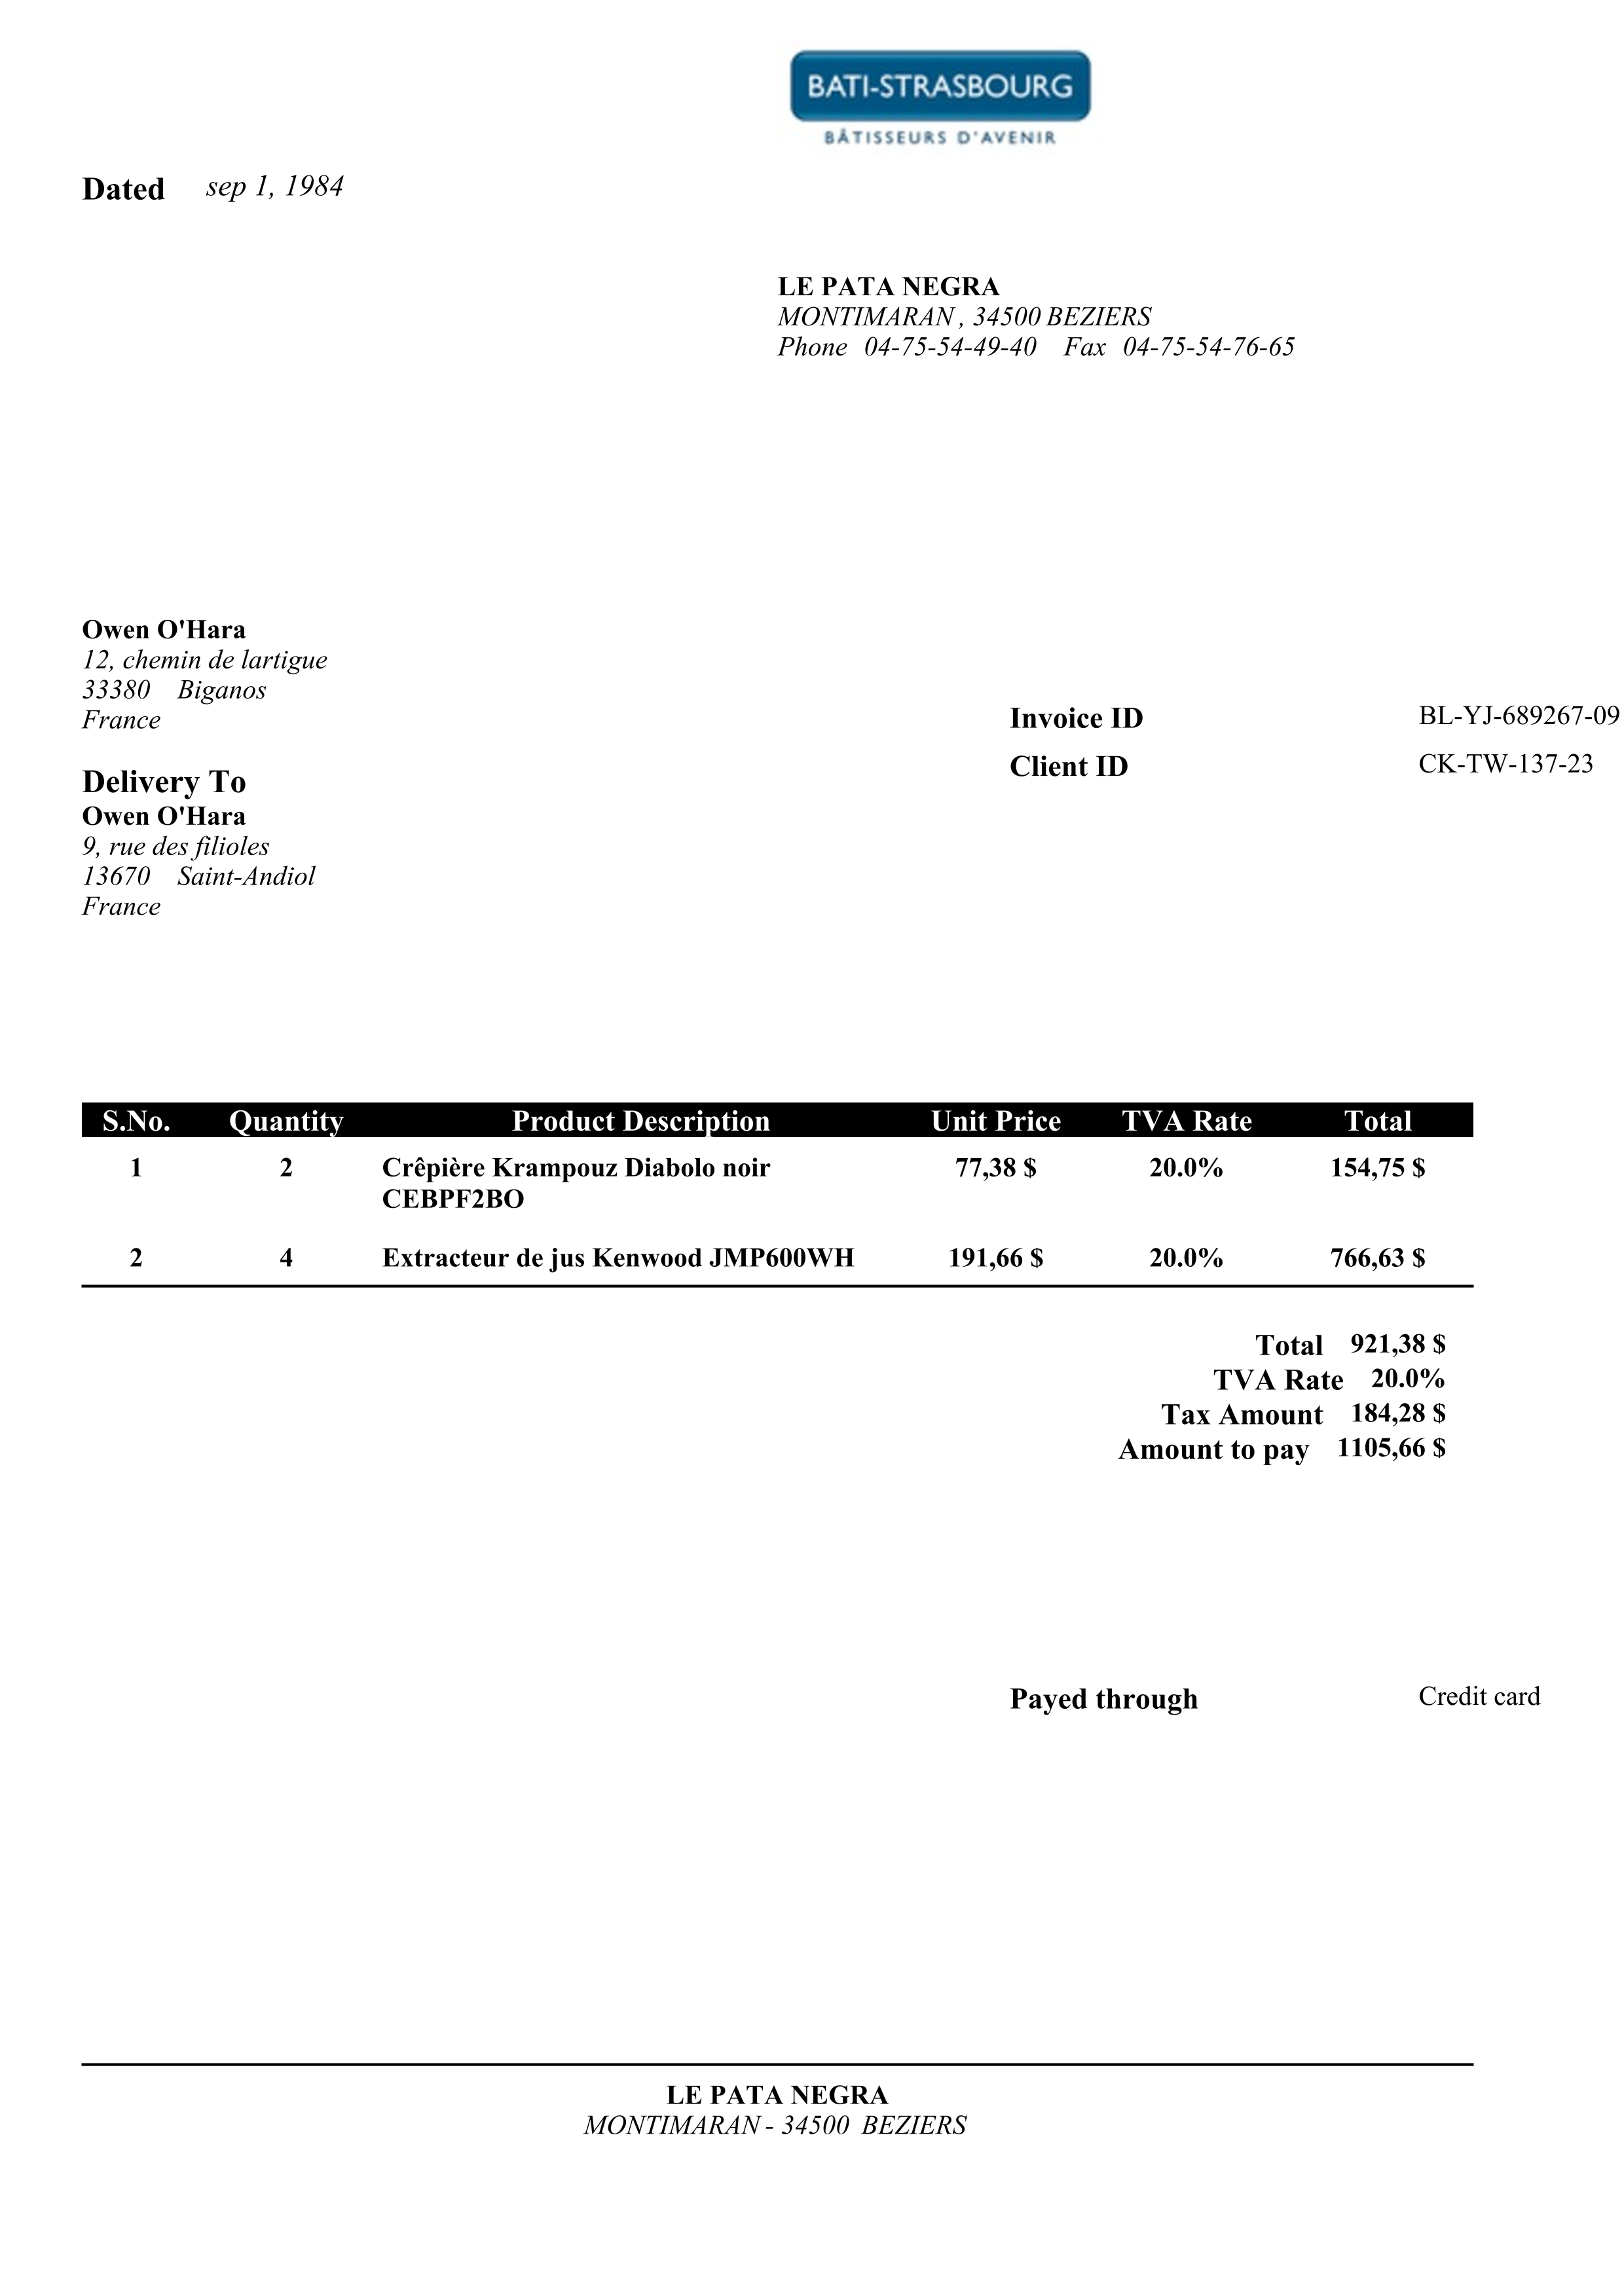 BATI-STRASBOURG
BÂTISSEURS D'AVENIR
Dated sep 1, 1984
LE PATA NEGRA
MONTIMARAN , 34500 BEZIERS
Phone 04-75-54-49-40 Fax 04-75-54-76-65
Owen O'Hara
12, chemin de lartigue
33380 Biganos
France
Invoice ID BL-YJ-689267-09
Client ID CK-TW-137-23
Delivery To
Owen O'Hara
9, rue des filioles
13670 Saint-Andiol
France
S.No. Quantity Product Description Unit Price TVA Rate Total
1 2 Crêpière Krampouz Diabolo noir 77,38 $ 20.0% 154,75 $
CEBPF2BO
2 4 Extracteur de jus Kenwood JMP600WH 191,66 $ 20.0% 766,63 $
Total 921,38 $
TVA Rate 20.0%
Tax Amount 184,28 $
Amount to pay 1105,66 $
Payed through Credit card
LE PATA NEGRA
MONTIMARAN - 34500 BEZIERS